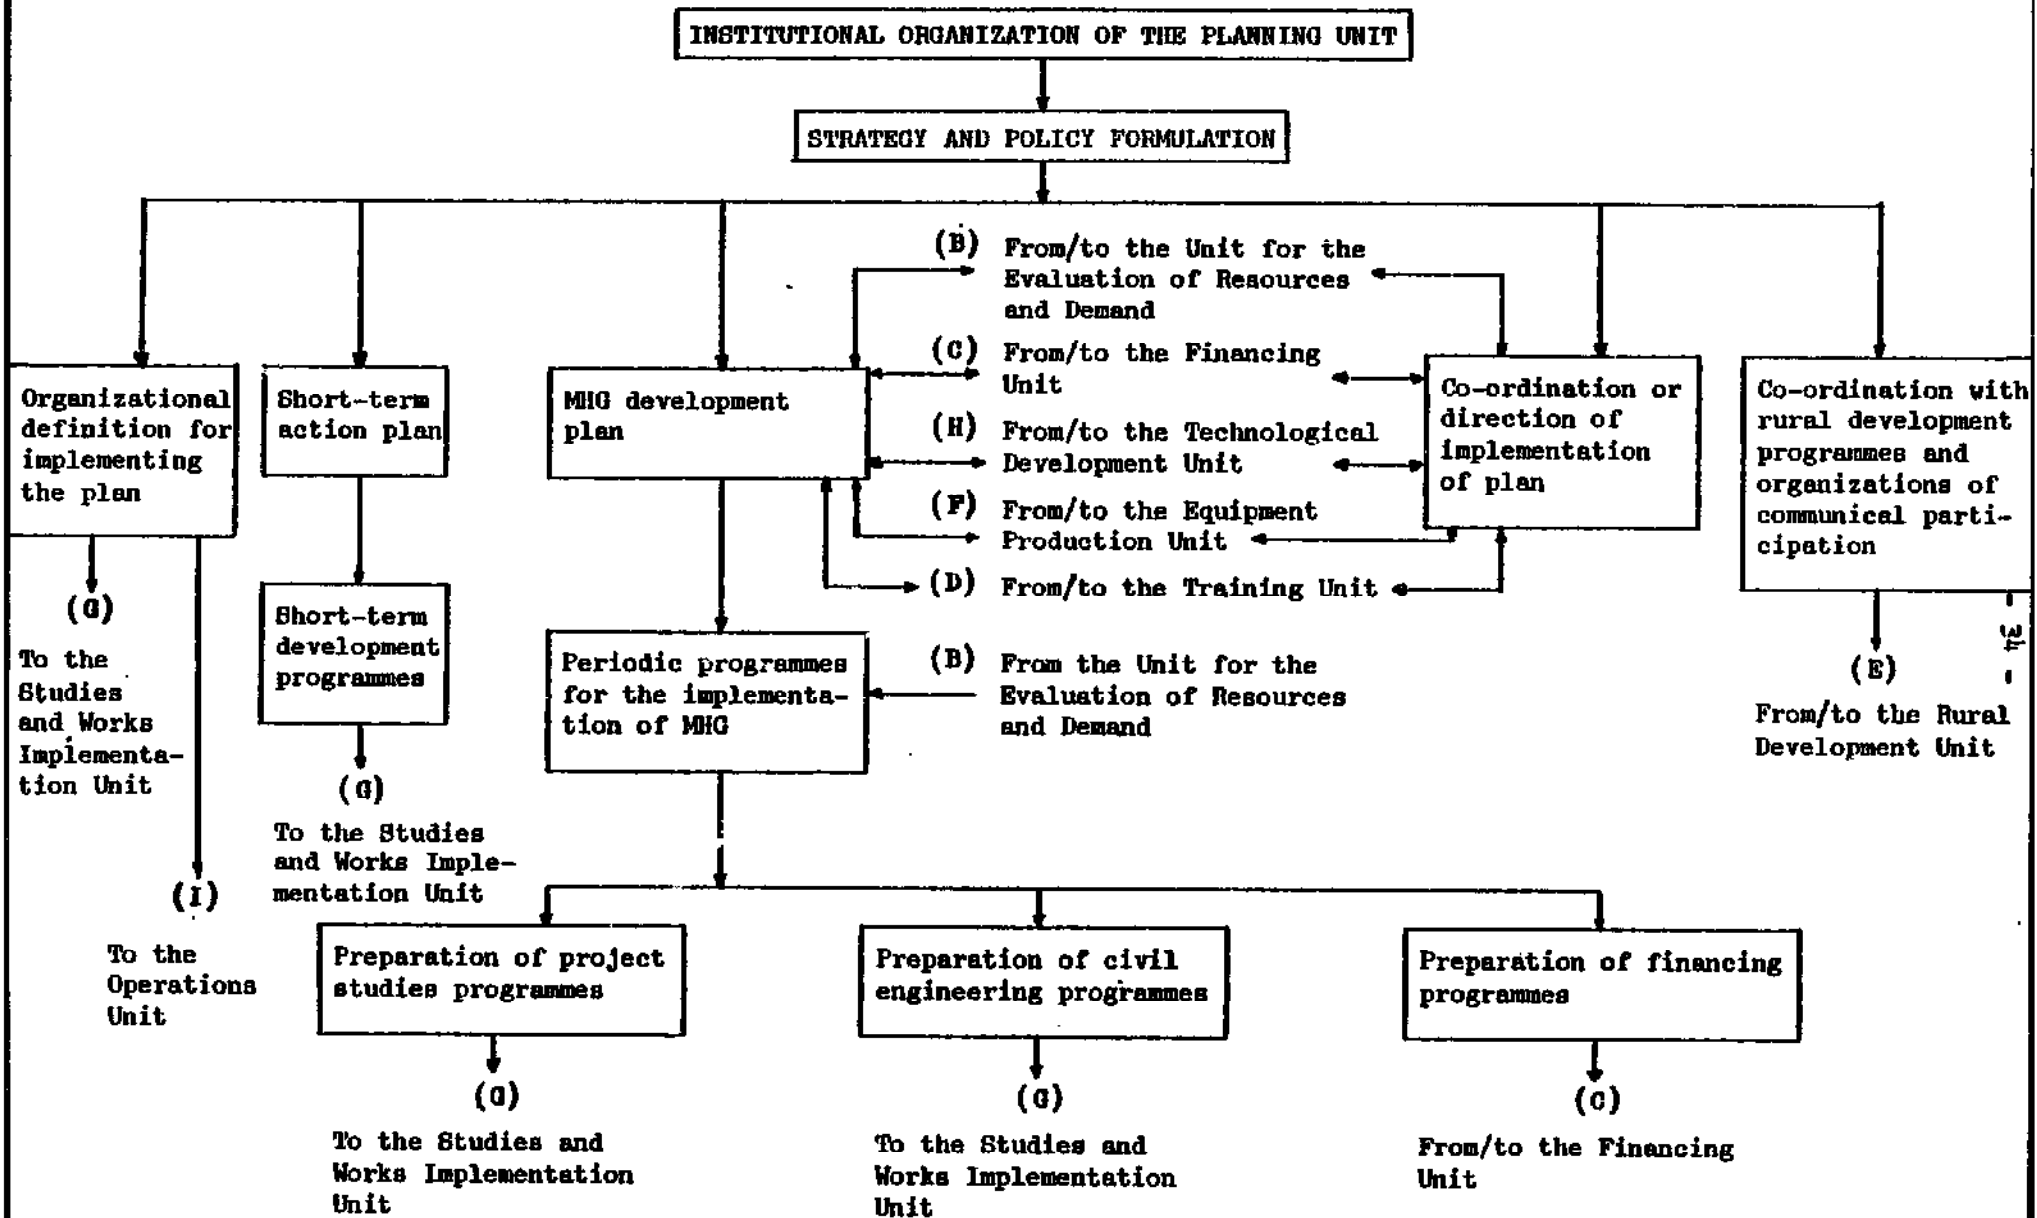 INSTITUTIONAL ORGANIZATION OF THE PLANNING UNIT
STRATEGY AND POLICY FORMULATION
Organizational
definition for
implementing
the plan
(G)
To the
Studies
and Works
Implementa-
tion Unit
(I)
To the
Operations
Unit
Short-term
action plan
Short-term
development
programmes
(G)
To the Studies
and Works Imple-
mentation Unit
MHG development
plan
(B) From/to the Unit for the
Evaluation of Resources
and Demand
(C) From/to the Financing
Unit
(H) From/to the Technological
Development Unit
(F) From/to the Equipment
Production Unit
(D) From/to the Training Unit
Periodic programmes
for the implementa-
tion of MHG
(B) From the Unit for the
Evaluation of Resources
and Demand
Co-ordination or
direction of
implementation
of plan
Co-ordination with
rural development
programmes and
organizations of
communical parti-
cipation
(E)
From/to the Rural
Development Unit
- 34 -
Preparation of project
studies programmes
(G)
To the Studies and
Works Implementation
Unit
Preparation of civil
engineering programmes
(G)
To the Studies and
Works Implementation
Unit
Preparation of financing
programmes
(C)
From/to the Financing
Unit